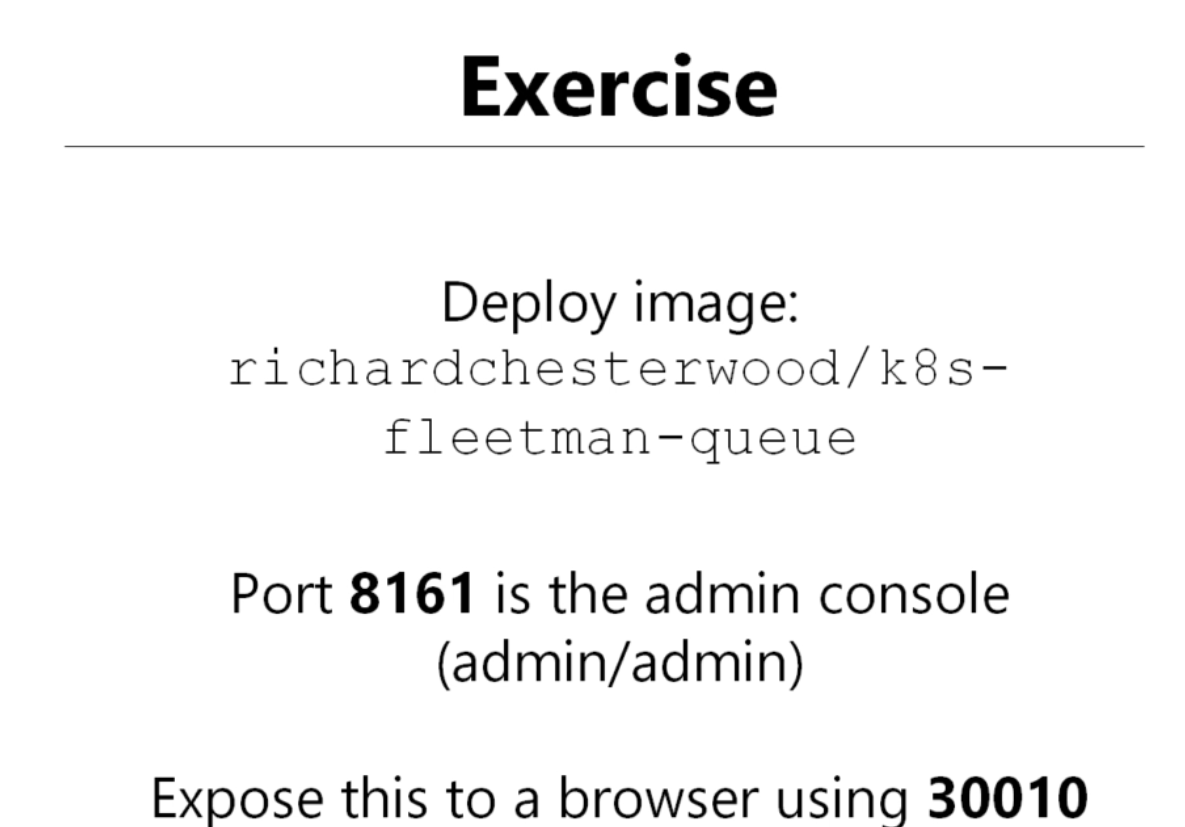 Exercise
Deploy image:
richardchesterwood/k8s-
fleetman-queue
Port 8161 is the admin console
(admin/admin)
Expose this to a browser using 30010